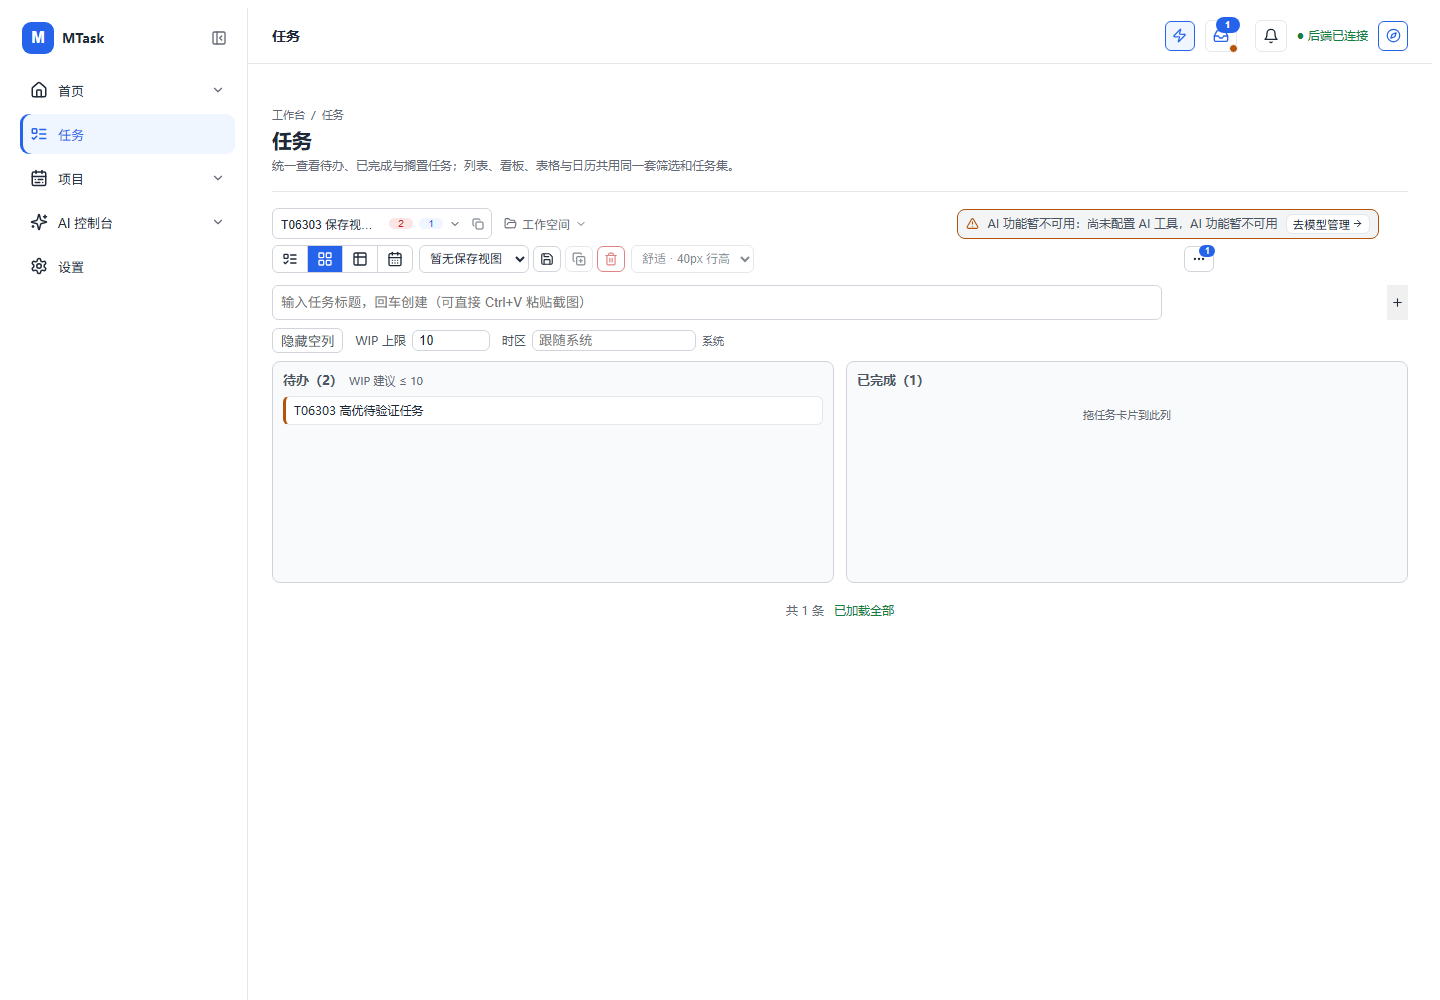 M MTask
首页
任务
项目
AI 控制台
设置
任务
1
后端已连接
工作台 / 任务
任务
统一查看待办、已完成与搁置任务；列表、看板、表格与日历共用同一套筛选和任务集。
T06303 保存视... 2 1
工作空间
AI 功能暂不可用：尚未配置 AI 工具，AI 功能暂不可用 去模型管理 →
暂无保存视图
舒适 · 40px 行高
1
输入任务标题，回车创建（可直接 Ctrl+V 粘贴截图）
+
隐藏空列 WIP 上限 10 时区 跟随系统 系统
待办（2） WIP 建议 ≤ 10
T06303 高优待验证任务
已完成（1）
拖任务卡片到此列
共 1 条 已加载全部